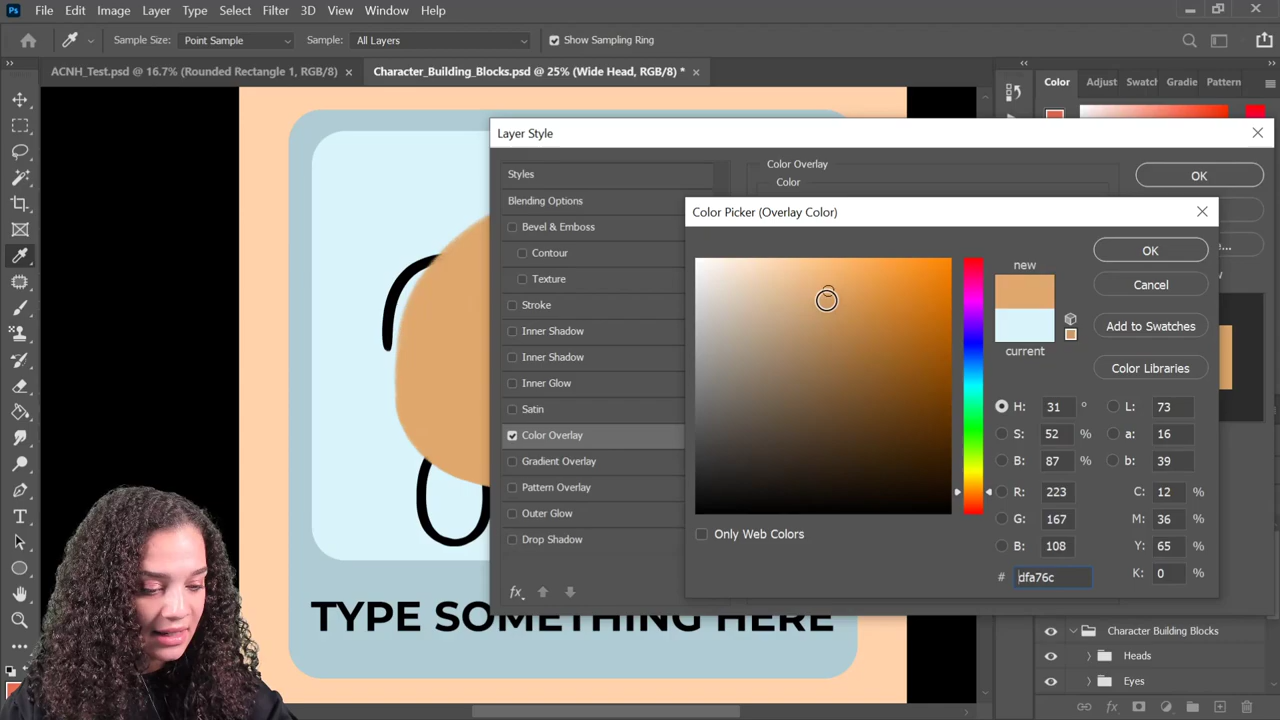 Ps File Edit Image Layer Type Select Filter 3D View Window Help
Sample Size: Point Sample Sample: All Layers Show Sampling Ring
ACNH_Test.psd @ 16.7% (Rounded Rectangle 1, RGB/8) × Character_Building_Blocks.psd @ 25% (Wide Head, RGB/8) * ×
Color Adjust Swatch Gradie Pattern
Layer Style
Styles
Blending Options
Bevel & Emboss
Contour
Texture
Stroke
Inner Shadow
Inner Shadow
Inner Glow
Satin
Color Overlay
Gradient Overlay
Pattern Overlay
Outer Glow
Drop Shadow
fx
Color Overlay
Color
OK
Color Picker (Overlay Color)
new
current
OK
Cancel
Add to Swatches
Color Libraries
H: 31 °
S: 52 %
B: 87 %
R: 223
G: 167
B: 108
# dfa76c
L: 73
a: 16
b: 39
C: 12 %
M: 36 %
Y: 65 %
K: 0 %
Only Web Colors
TYPE SOMETHING HERE
Character Building Blocks
Heads
Eyes
fx